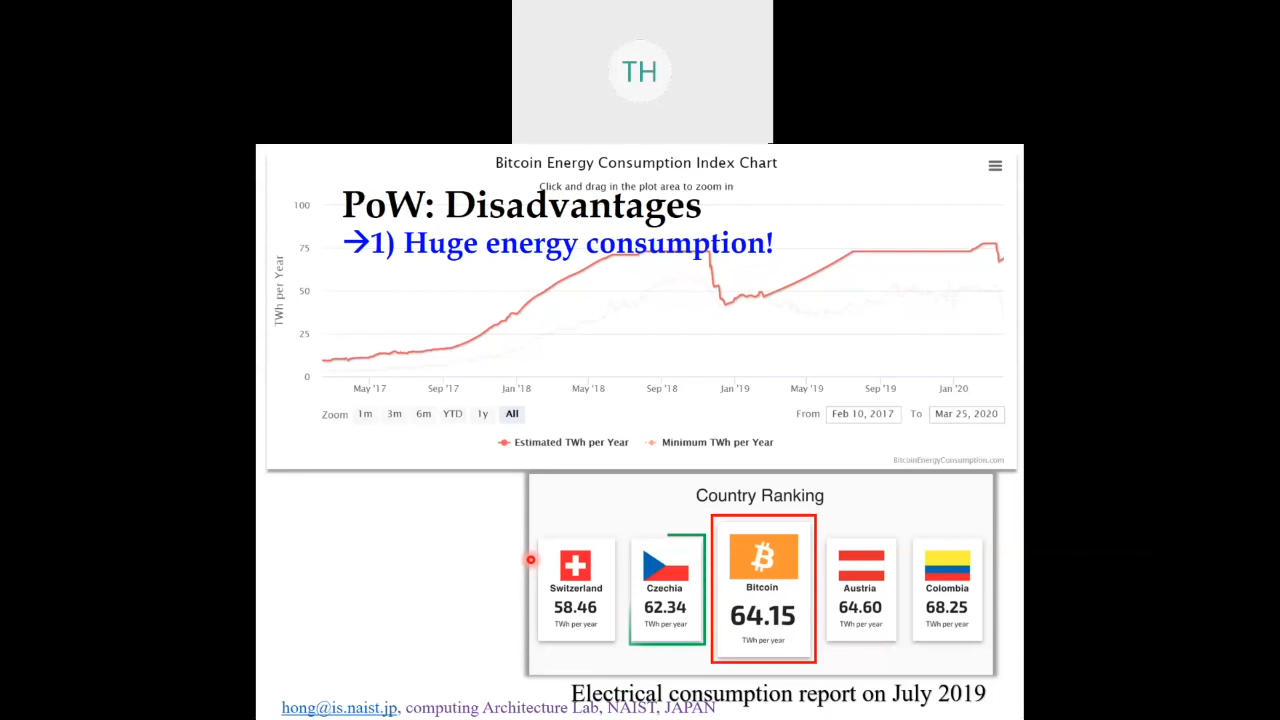 TH
Bitcoin Energy Consumption Index Chart
Click and drag in the plot area to zoom in
PoW: Disadvantages
→1) Huge energy consumption!
TWh per Year
100
75
50
25
0
May '17 Sep '17 Jan '18 May '18 Sep '18 Jan '19 May '19 Sep '19 Jan '20
Zoom 1m 3m 6m YTD 1y All From Feb 10, 2017 To Mar 25, 2020
Estimated TWh per Year Minimum TWh per Year
BitcoinEnergyConsumption.com
Country Ranking
Switzerland Czechia Bitcoin Austria Colombia
58.46 62.34 64.15 64.60 68.25
TWh per year TWh per year TWh per year TWh per year TWh per year
Electrical consumption report on July 2019
hong@is.naist.jp, computing Architecture Lab, NAIST, JAPAN